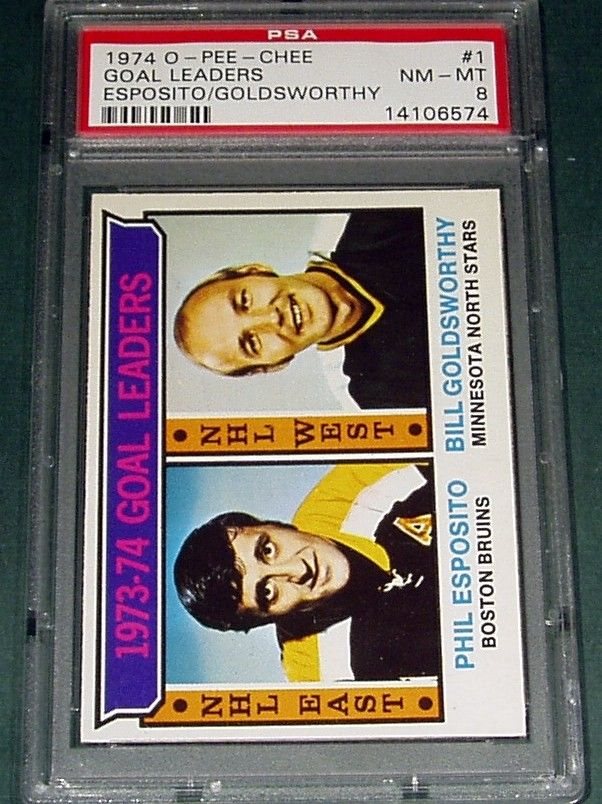 PSA
1974 O-PEE-CHEE #1
GOAL LEADERS NM-MT
ESPOSITO/GOLDSWORTHY 8
14106574
1973-74 GOAL LEADERS
NHL EAST
NHL WEST
PHIL ESPOSITO
BOSTON BRUINS
BILL GOLDSWORTHY
MINNESOTA NORTH STARS